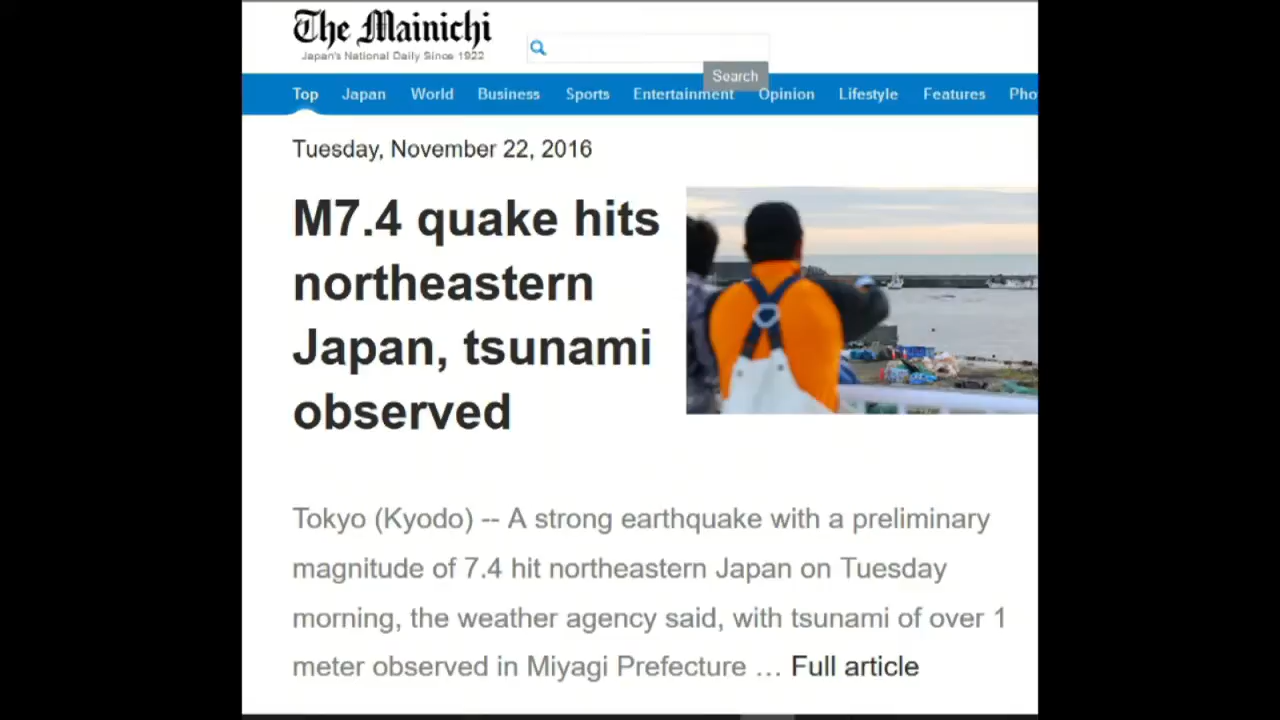 The Mainichi
Japan's National Daily Since 1922
Search
Top Japan World Business Sports Entertainment Opinion Lifestyle Features Pho
Tuesday, November 22, 2016
M7.4 quake hits
northeastern
Japan, tsunami
observed
Tokyo (Kyodo) -- A strong earthquake with a preliminary
magnitude of 7.4 hit northeastern Japan on Tuesday
morning, the weather agency said, with tsunami of over 1
meter observed in Miyagi Prefecture … Full article